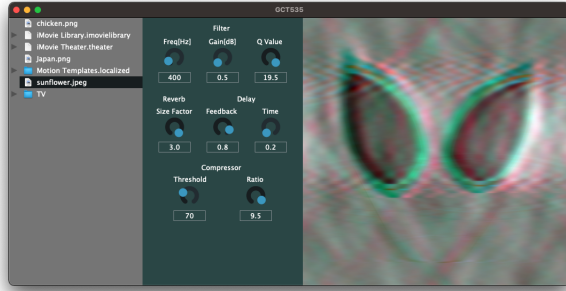 GCT535
chicken.png
iMovie Library.imovielibrary
iMovie Theater.theater
Japan.png
Motion Templates.localized
sunflower.jpeg
TV
Filter
Freq[Hz] Gain[dB] Q Value
400 0.5 19.5
Reverb Delay
Size Factor Feedback Time
3.0 0.8 0.2
Compressor
Threshold Ratio
70 9.5